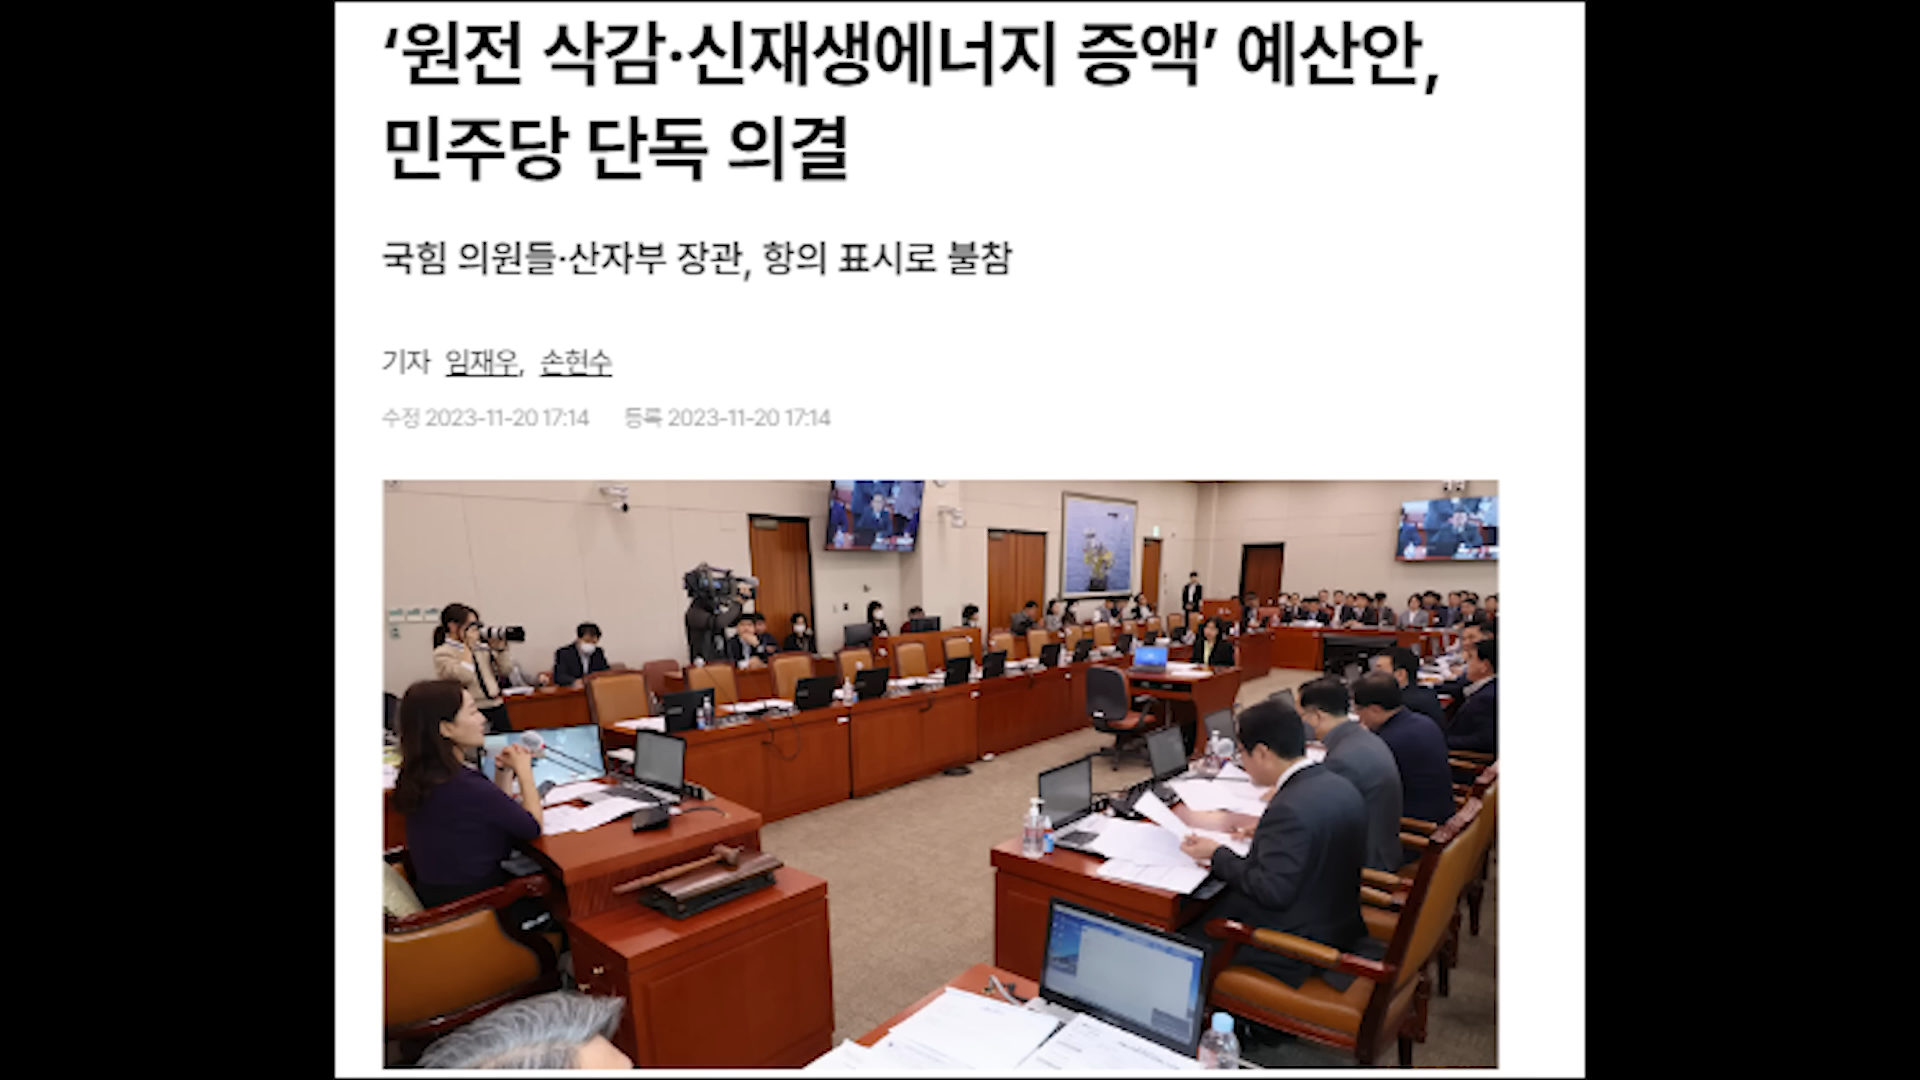 ‘원전 삭감·신재생에너지 증액’ 예산안,
민주당 단독 의결
국힘 의원들·산자부 장관, 항의 표시로 불참
기자 임재우, 손현수
수정 2023-11-20 17:14 등록 2023-11-20 17:14